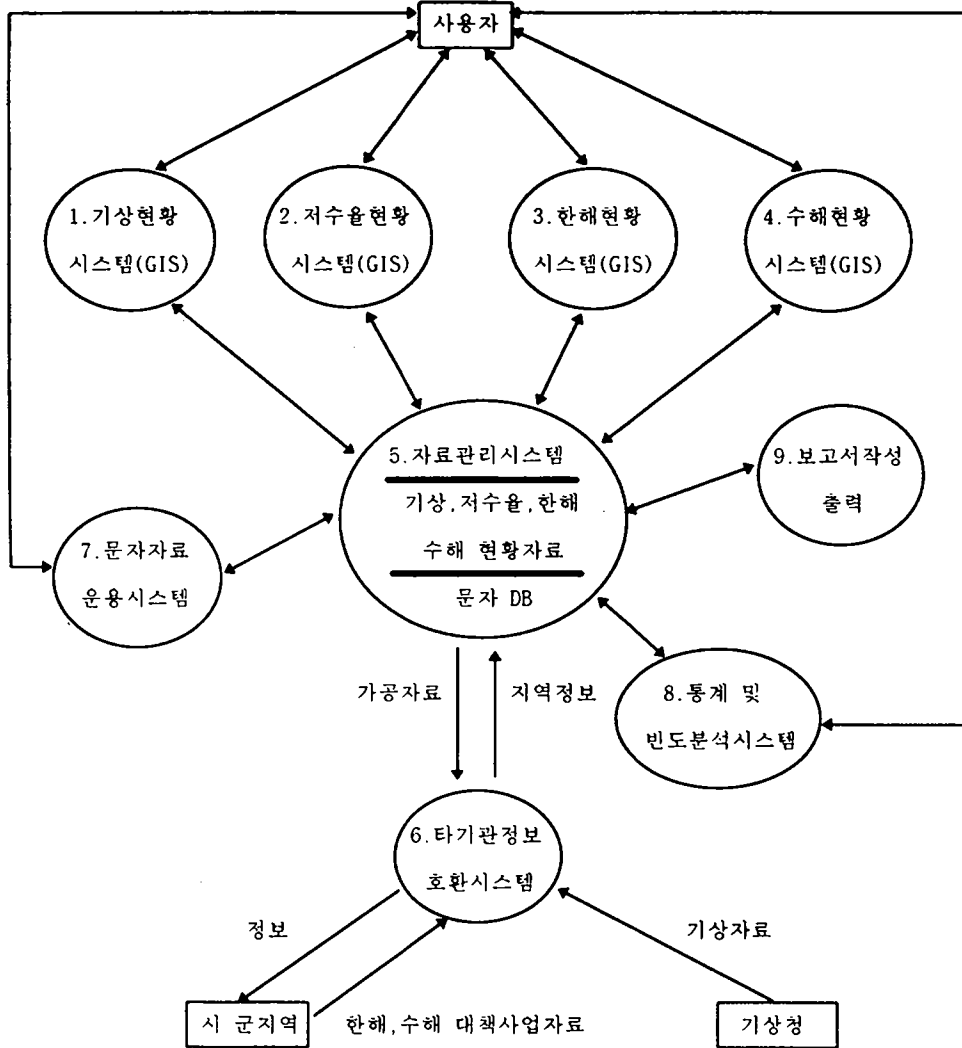 사용자
1.기상현황
시스템(GIS)
2.저수율현황
시스템(GIS)
3.한해현황
시스템(GIS)
4.수해현황
시스템(GIS)
5.자료관리시스템
기상,저수율,한해
수해 현황자료
문자 DB
9.보고서작성
출력
7.문자자료
운용시스템
가공자료
지역정보
8.통계 및
빈도분석시스템
6.타기관정보
호환시스템
정보
기상자료
시 군지역
한해,수해 대책사업자료
기상청